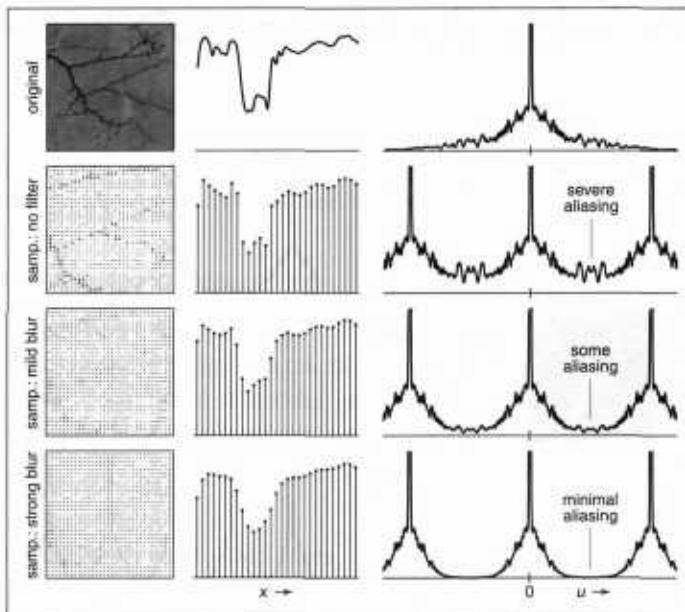 original
samp.: no filter
severe
aliasing
samp.: mild blur
some
aliasing
samp.: strong blur
minimal
aliasing
x →
0
u →